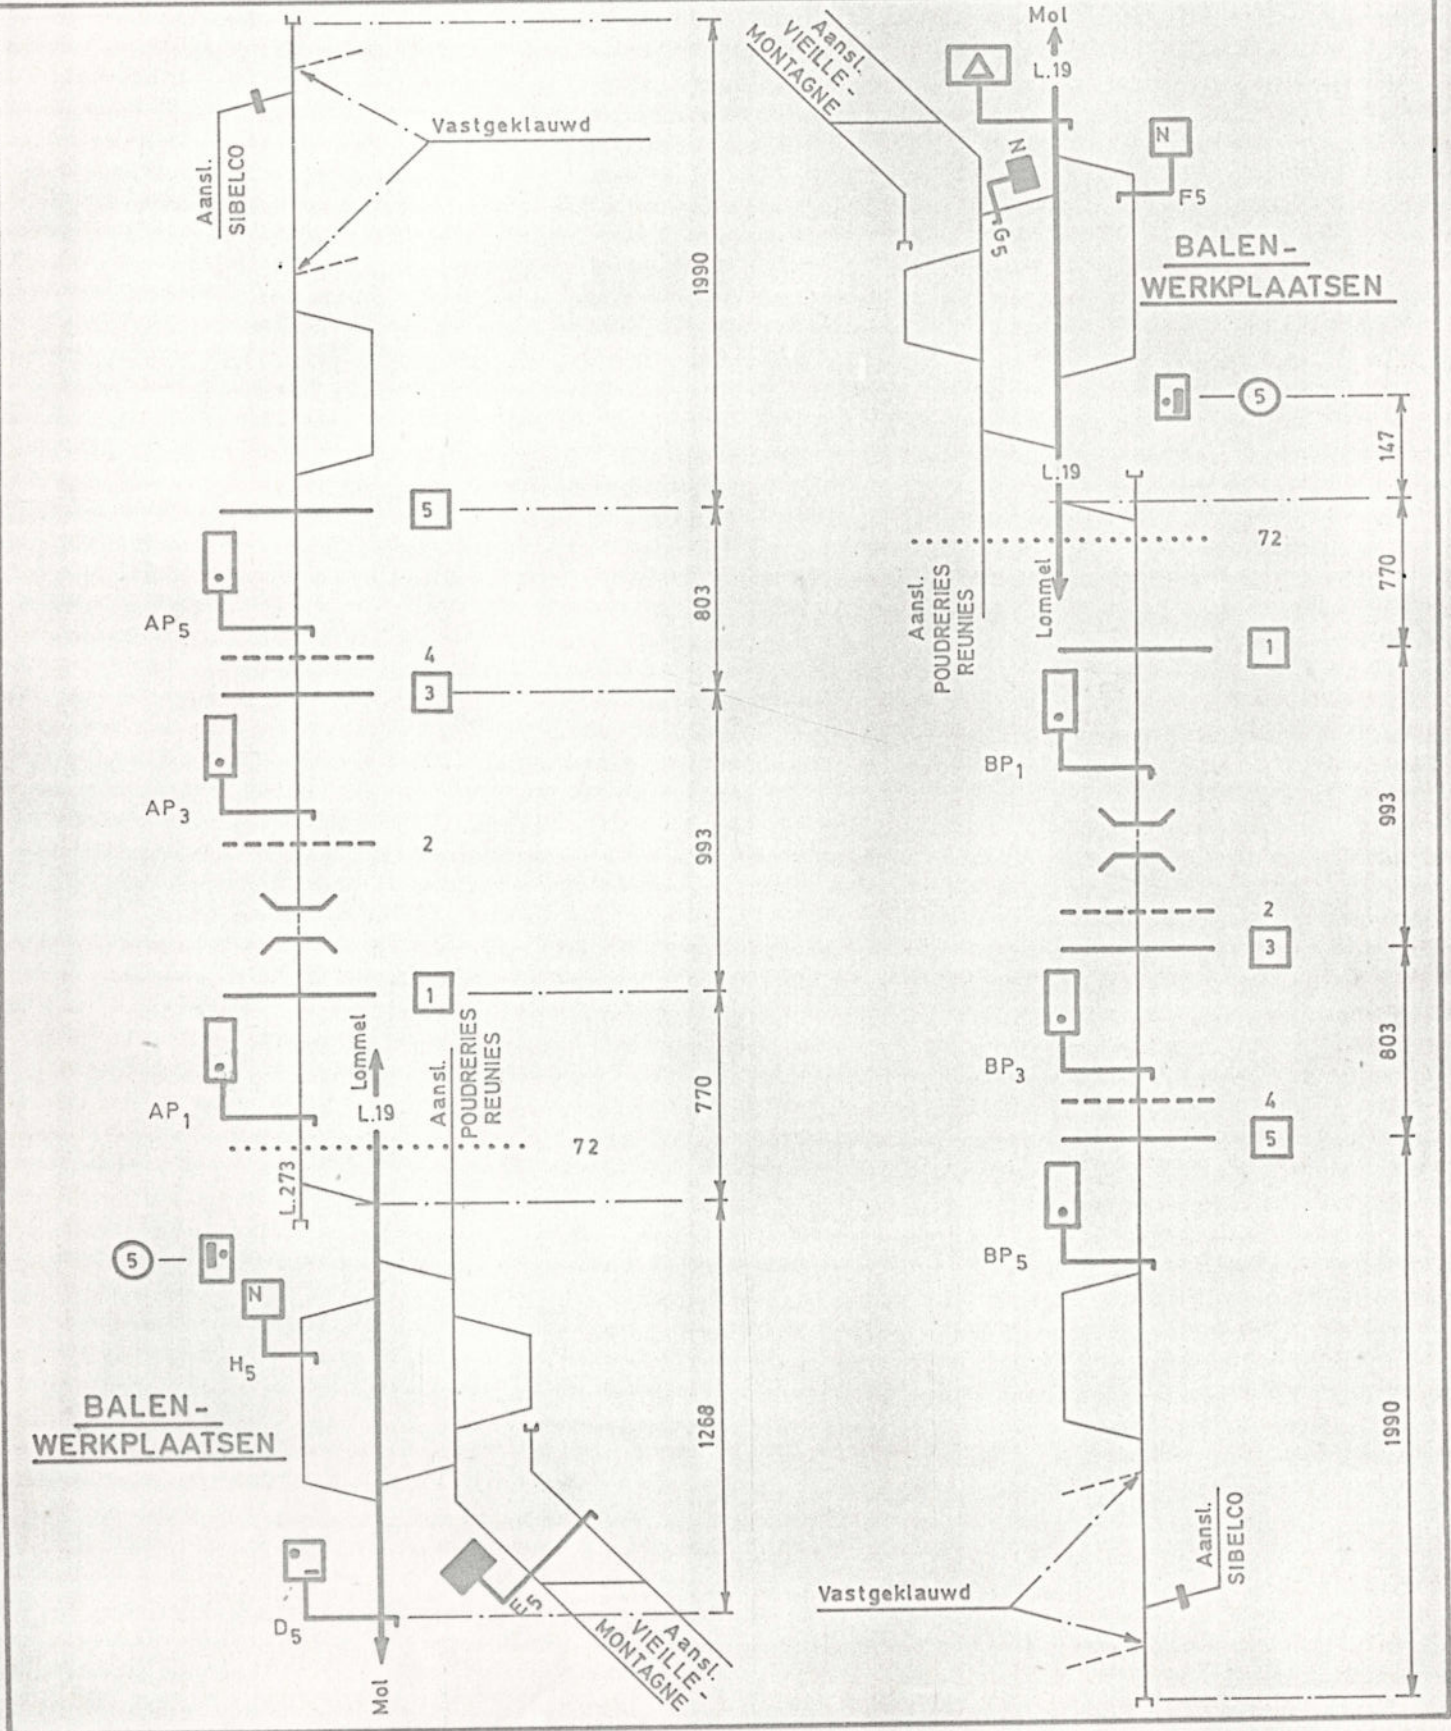 Vastgeklauwd
Aansl.
SIBELCO
1990
5
803
AP5
4
3
AP3
2
993
1
Lommel
L.19
Aansl.
POUDRERIES
REUNIES
AP1
770
72
L.273
5
N
H5
BALEN-
WERKPLAATSEN
1268
D5
E5
Mol
Aansl.
VIEILLE-
MONTAGNE
Aansl.
VIEILLE-
MONTAGNE
Mol
L.19
N
G5
N
F5
BALEN-
WERKPLAATSEN
5
147
L.19
72
Aansl.
POUDRERIES
REUNIES
Lommel
770
1
BP1
993
2
3
BP3
803
4
5
BP5
1990
Aansl.
SIBELCO
Vastgeklauwd